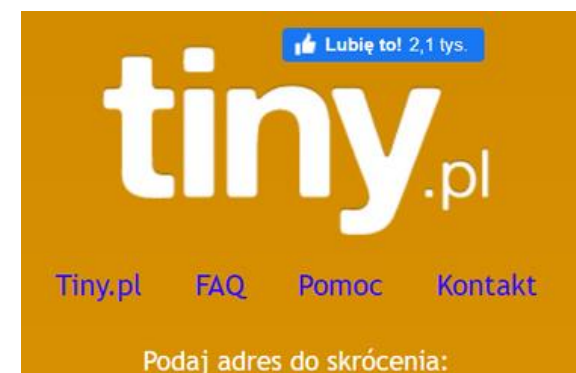 Lubię to! 2,1 tys.
tiny.pl
Tiny.pl FAQ Pomoc Kontakt
Podaj adres do skrócenia: